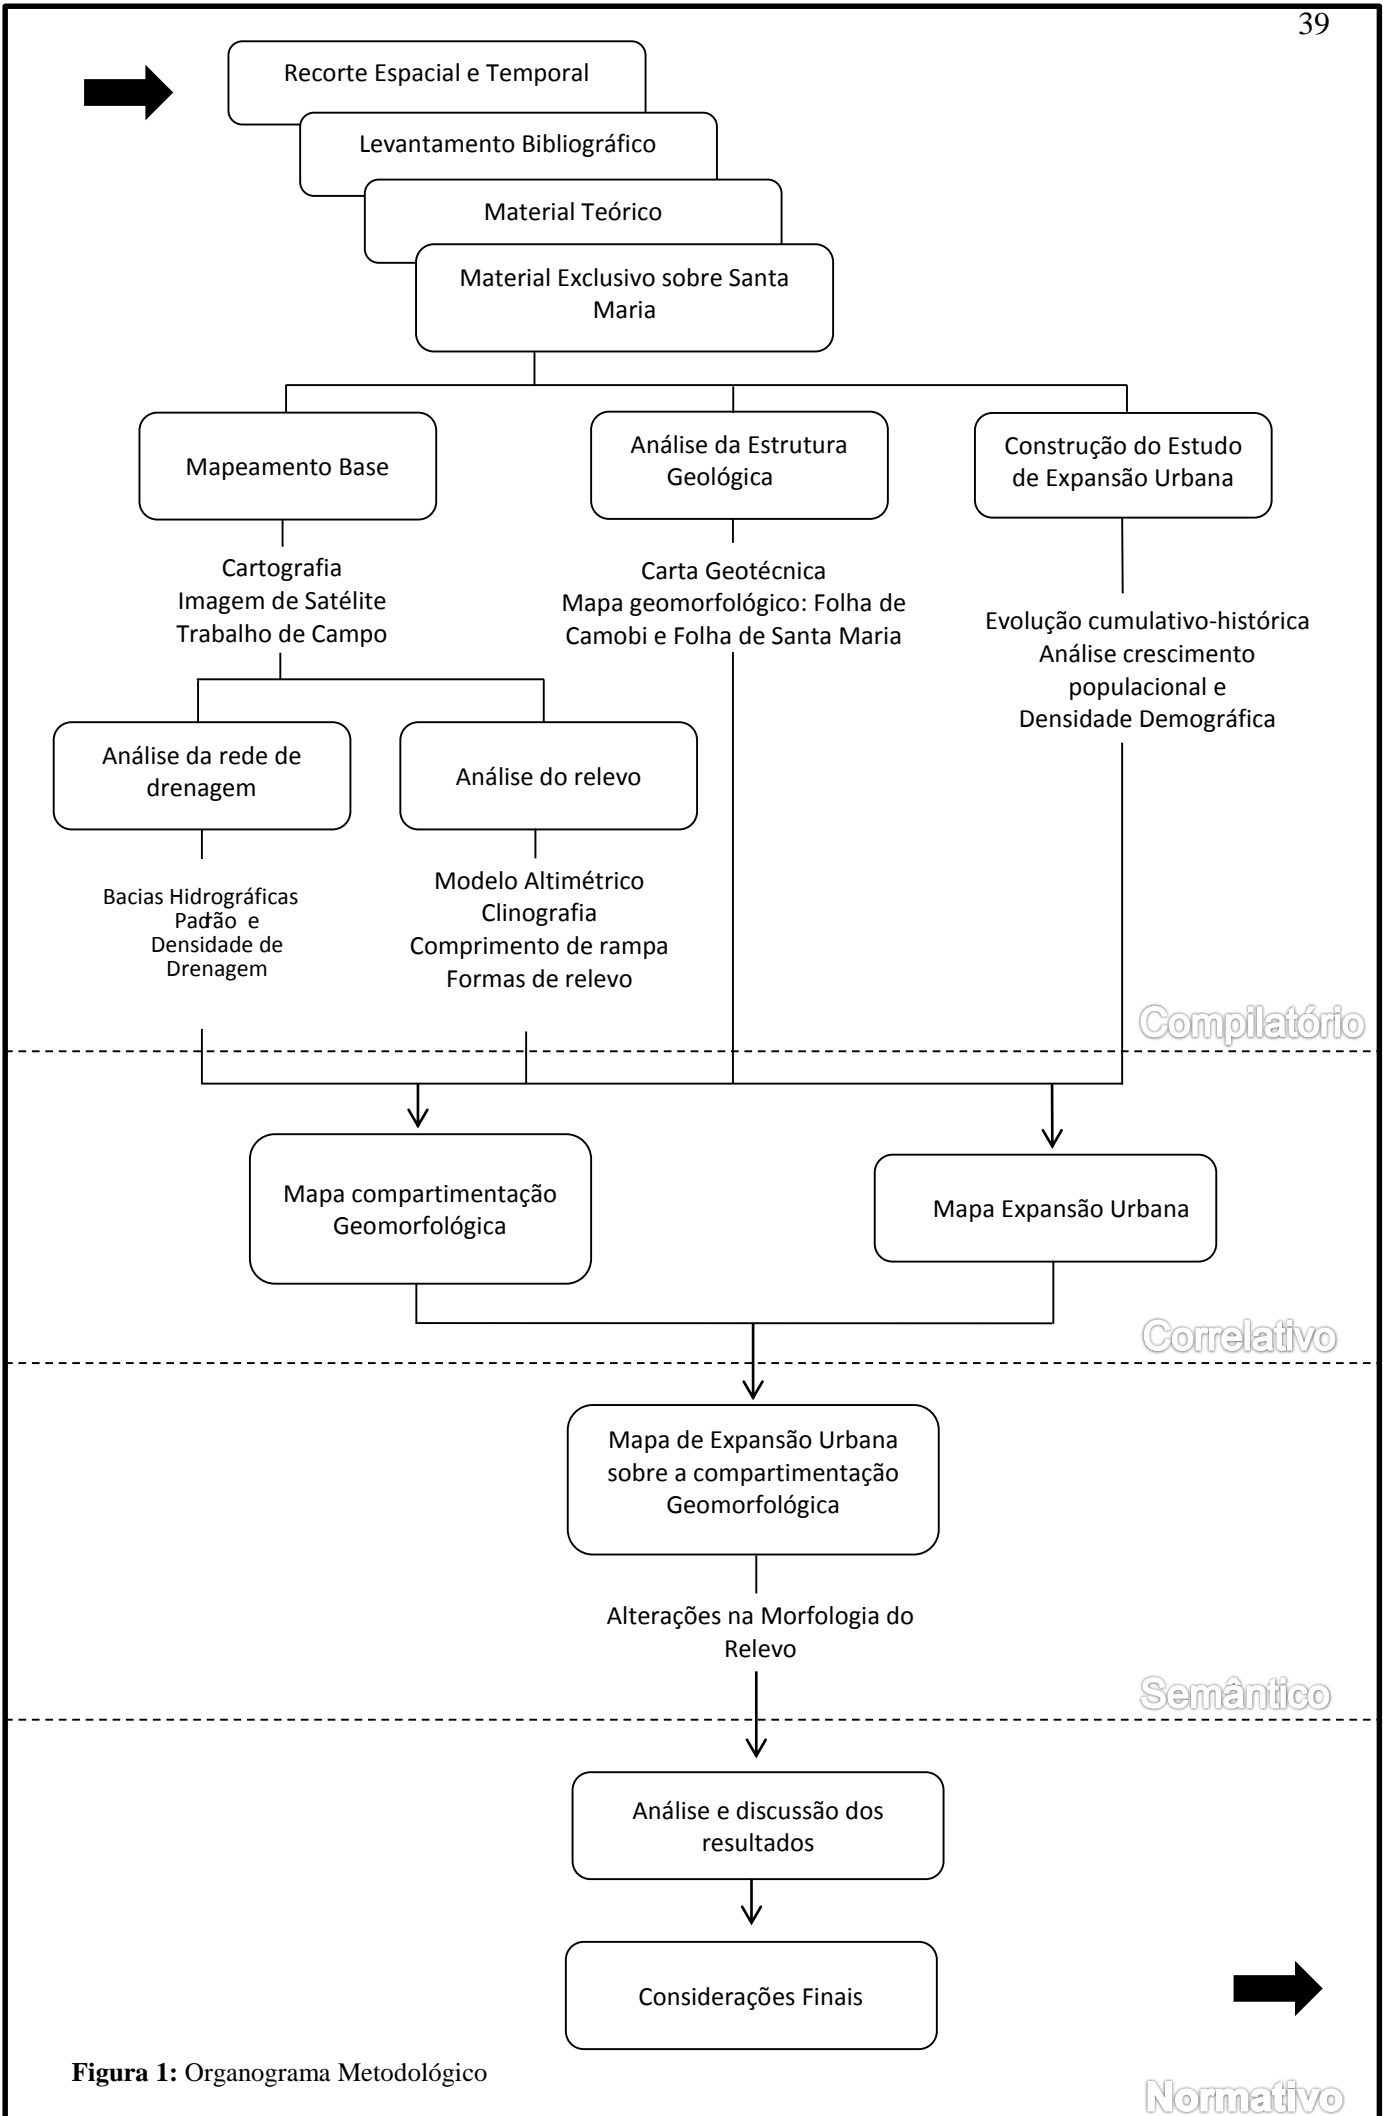 39
Recorte Espacial e Temporal
Levantamento Bibliográfico
Material Teórico
Material Exclusivo sobre Santa
Maria
Mapeamento Base
Análise da Estrutura
Geológica
Construção do Estudo
de Expansão Urbana
Cartografia
Imagem de Satélite
Trabalho de Campo
Carta Geotécnica
Mapa geomorfológico: Folha de
Camobi e Folha de Santa Maria
Evolução cumulativo-histórica
Análise crescimento
populacional e
Densidade Demográfica
Análise da rede de
drenagem
Análise do relevo
Bacias Hidrográficas
Padrão e
Densidade de
Drenagem
Modelo Altimétrico
Clinografia
Comprimento de rampa
Formas de relevo
Compilatório
Mapa compartimentação
Geomorfológica
Mapa Expansão Urbana
Correlativo
Mapa de Expansão Urbana
sobre a compartimentação
Geomorfológica
Alterações na Morfologia do
Relevo
Semântico
Análise e discussão dos
resultados
Considerações Finais
Figura 1: Organograma Metodológico
Normativo